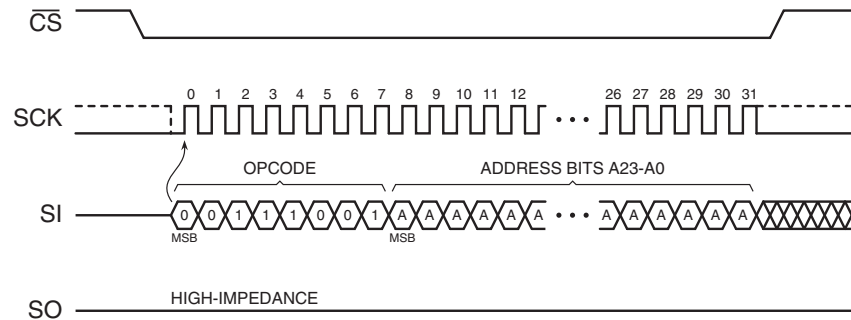 CS
SCK
0 1 2 3 4 5 6 7 8 9 10 11 12 26 27 28 29 30 31
OPCODE ADDRESS BITS A23-A0
SI
0 0 1 1 1 0 0 1 A A A A A A A A A A A A
MSB MSB
SO
HIGH-IMPEDANCE